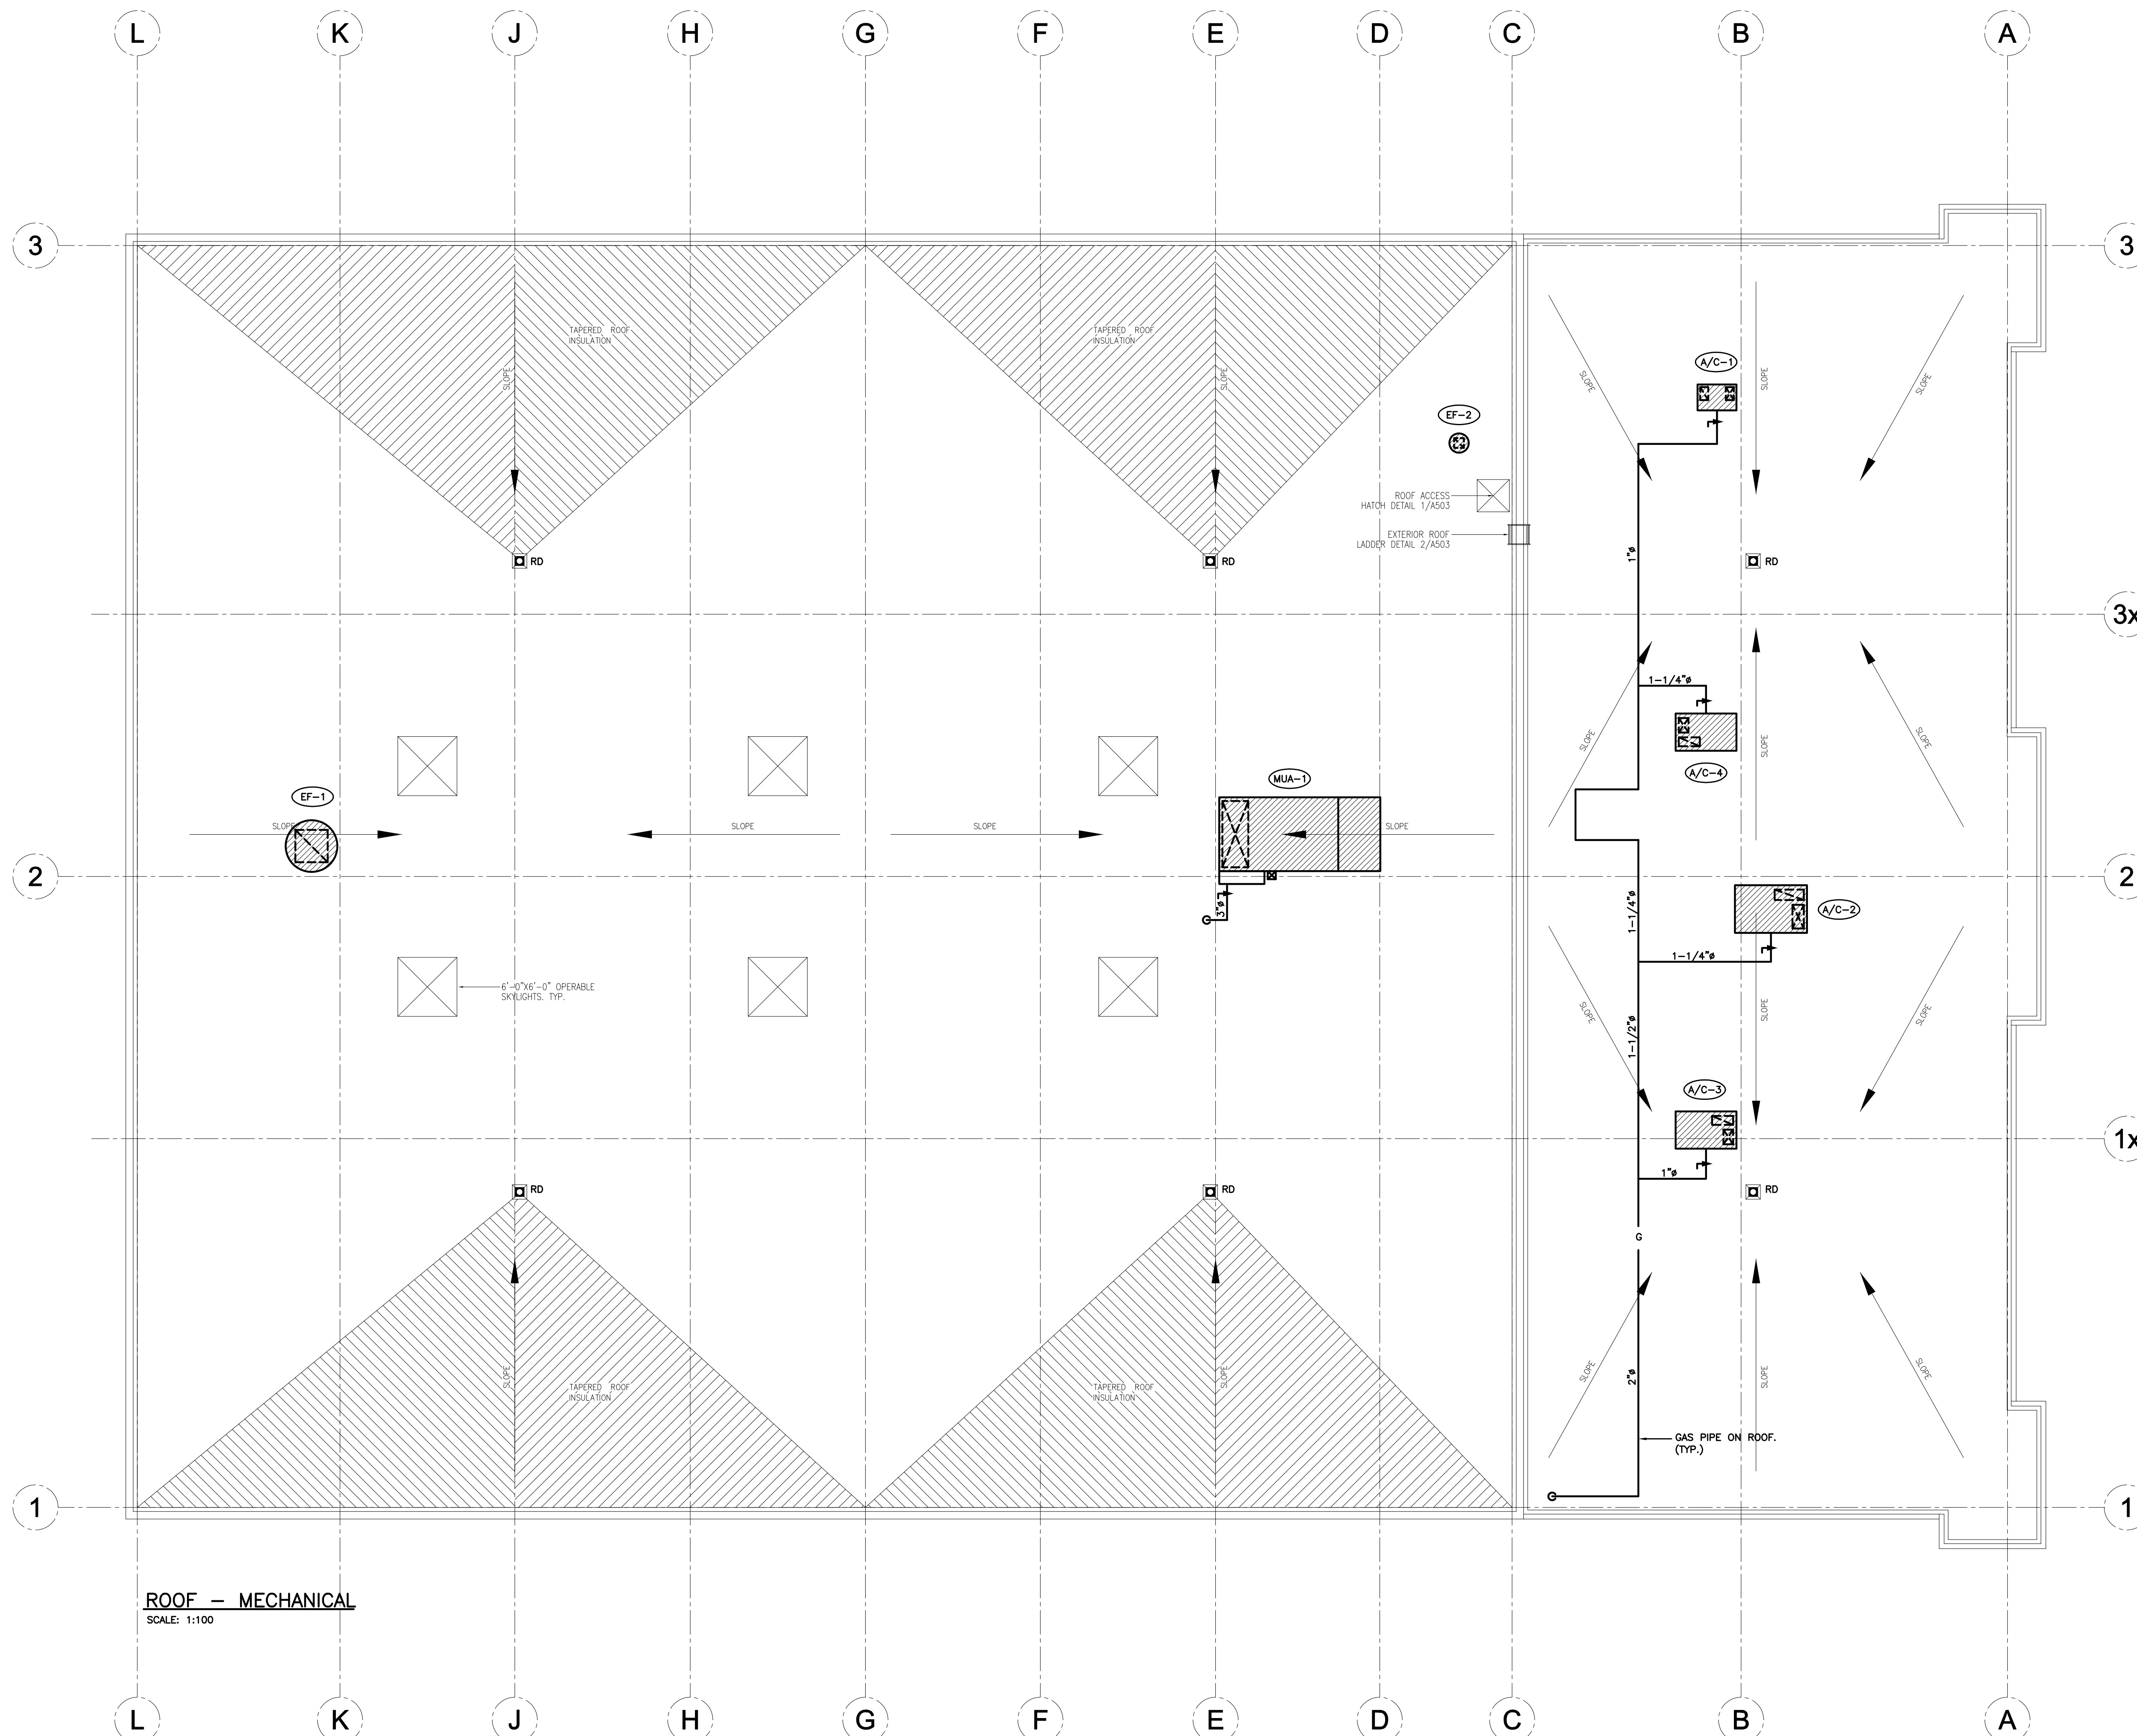 L K J H G F E D C B A
3 3
TAPERED ROOF
INSULATION
TAPERED ROOF
INSULATION
SLOPE
SLOPE
SLOPE
SLOPE
SLOPE
A/C-1
EF-2
ROOF ACCESS
HATCH DETAIL 1/A503
EXTERIOR ROOF
LADDER DETAIL 2/A503
1"ø
RD
RD
RD
3x
1-1/4"ø
SLOPE
SLOPE
SLOPE
A/C-4
MUA-1
EF-1
SLOPE
SLOPE
SLOPE
SLOPE
2 2
3"ø
1-1/4"ø
A/C-2
1-1/4"ø
6'-0"X6'-0" OPERABLE
SKYLIGHTS. TYP.
SLOPE
SLOPE
SLOPE
1-1/2"ø
A/C-3
1x
1"ø
RD
RD
RD
G
SLOPE
SLOPE
SLOPE
SLOPE
SLOPE
2"ø
TAPERED ROOF
INSULATION
TAPERED ROOF
INSULATION
GAS PIPE ON ROOF.
(TYP.)
1 1
ROOF - MECHANICAL
SCALE: 1:100
L K J H G F E D C B A